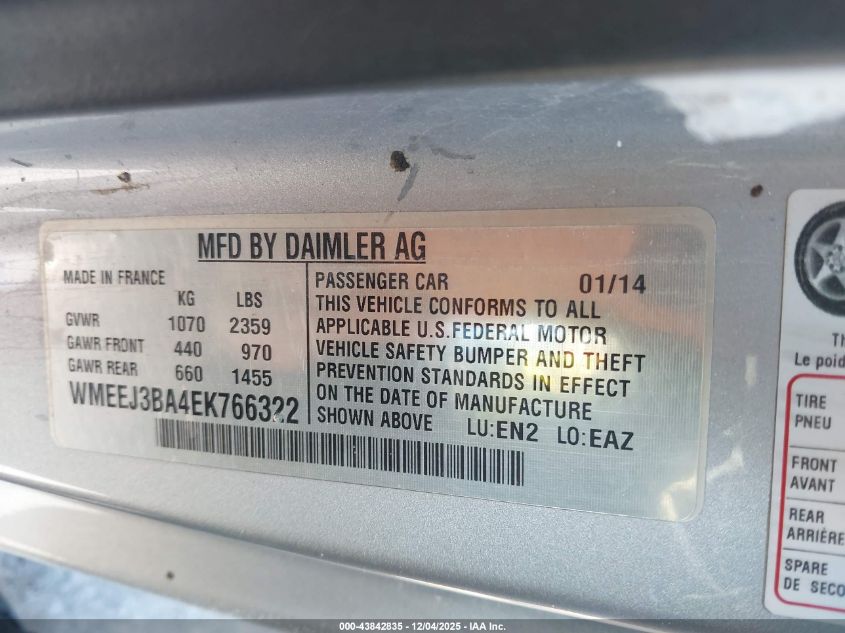 MFD BY DAIMLER AG
MADE IN FRANCE
KG LBS
GVWR 1070 2359
GAWR FRONT 440 970
GAWR REAR 660 1455
WMEEJ3BA4EK766322
PASSENGER CAR 01/14
THIS VEHICLE CONFORMS TO ALL
APPLICABLE U.S.FEDERAL MOTOR
VEHICLE SAFETY BUMPER AND THEFT
PREVENTION STANDARDS IN EFFECT
ON THE DATE OF MANUFACTURE
SHOWN ABOVE LU:EN2 LO:EAZ
Le poid
TIRE
PNEU
FRONT
AVANT
REAR
ARRIÈRE
SPARE
DE SECO
000-43842835 - 12/04/2025 - IAA Inc.